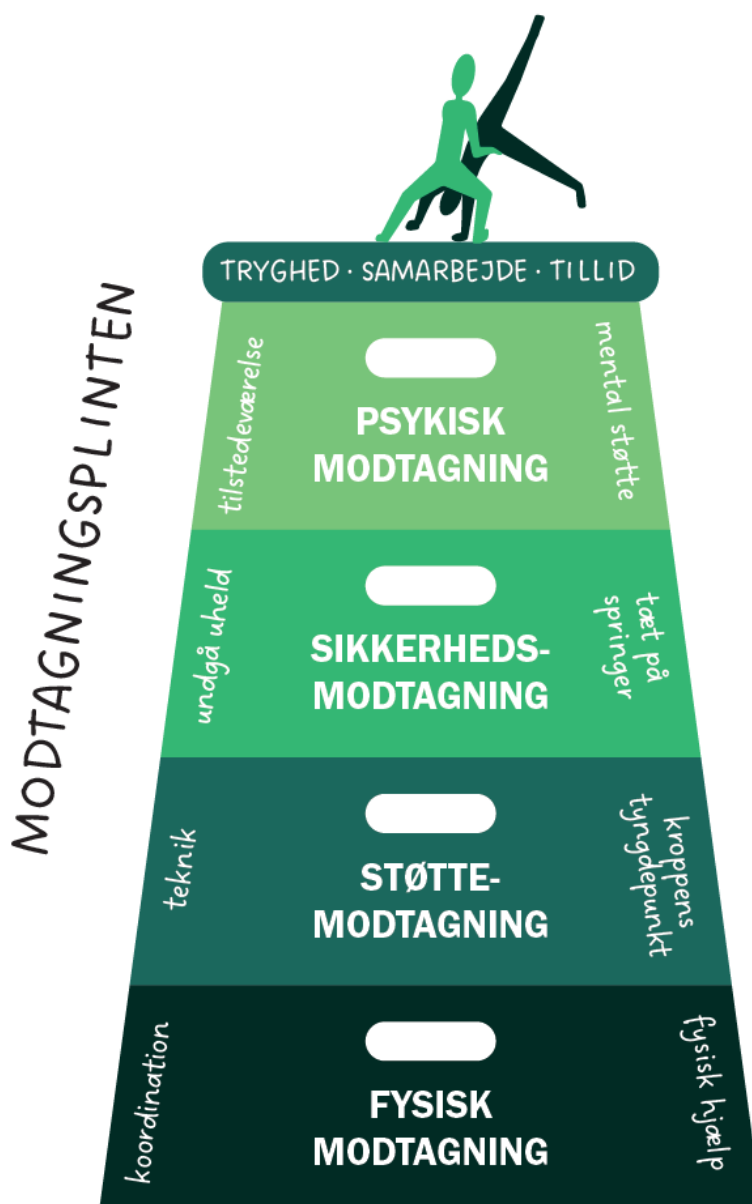 TRYGHED · SAMARBEJDE · TILLID
MODTAGNINGSPLINTEN
tilstedeværelse
PSYKISK
MODTAGNING
mental støtte
undgå uheld
SIKKERHEDS-
MODTAGNING
tæt på
springer
teknik
STØTTE-
MODTAGNING
kroppens
tyngdepunkt
koordination
FYSISK
MODTAGNING
fysisk hjælp